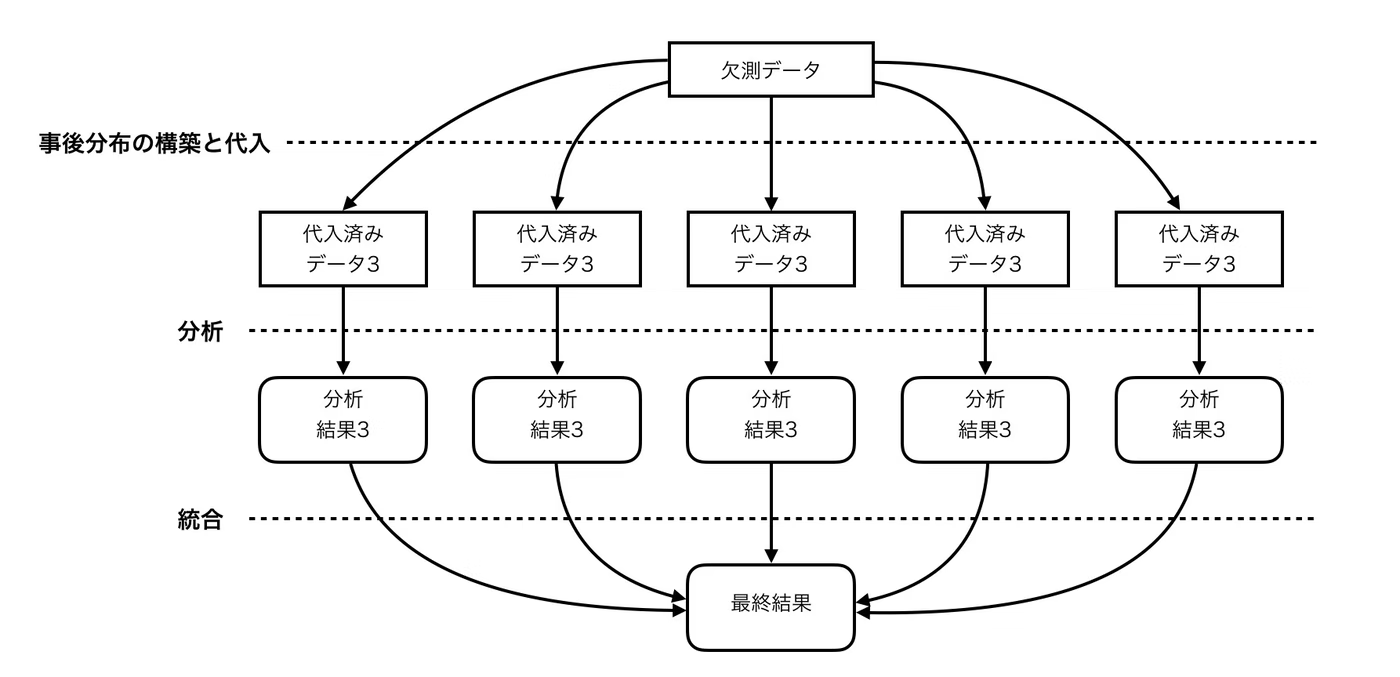 欠測データ
事後分布の構築と代入
代入済み
データ3
代入済み
データ3
代入済み
データ3
代入済み
データ3
代入済み
データ3
分析
分析
結果3
分析
結果3
分析
結果3
分析
結果3
分析
結果3
統合
最終結果